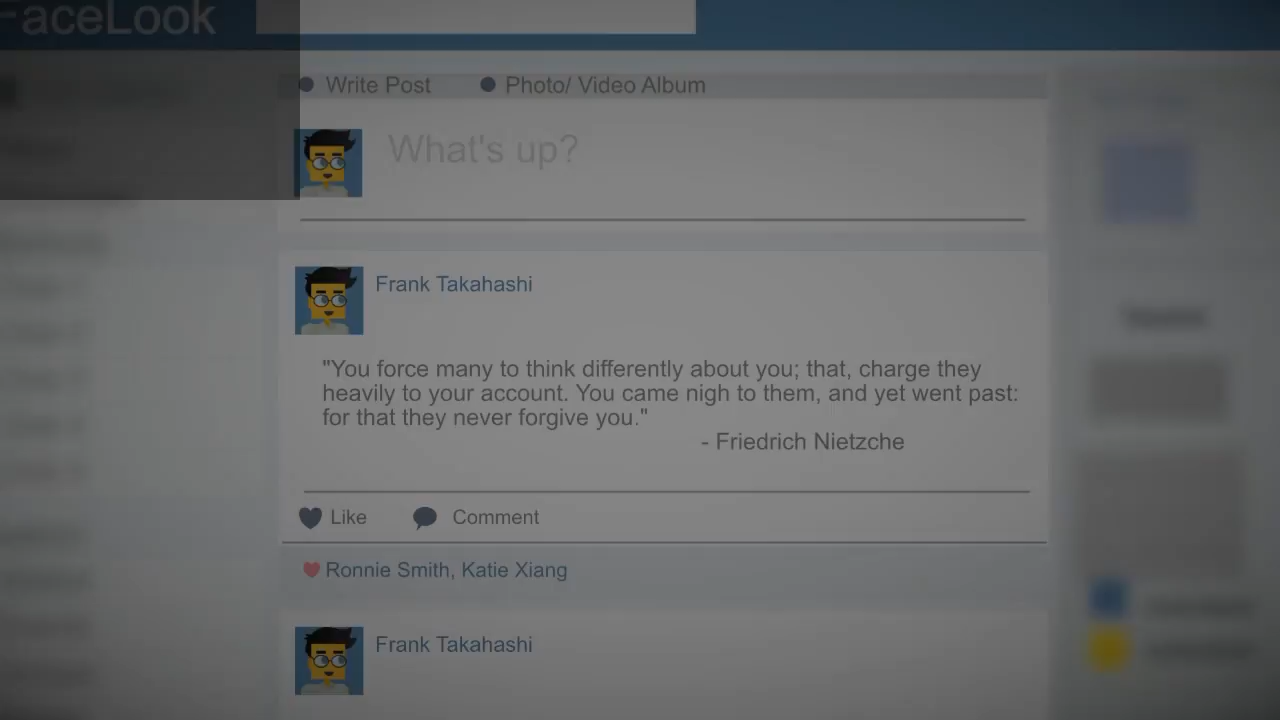 FaceLook
Write Post Photo/ Video Album
What's up?
Frank Takahashi
"You force many to think differently about you; that, charge they
heavily to your account. You came nigh to them, and yet went past:
for that they never forgive you."
- Friedrich Nietzche
Like Comment
Ronnie Smith, Katie Xiang
Frank Takahashi